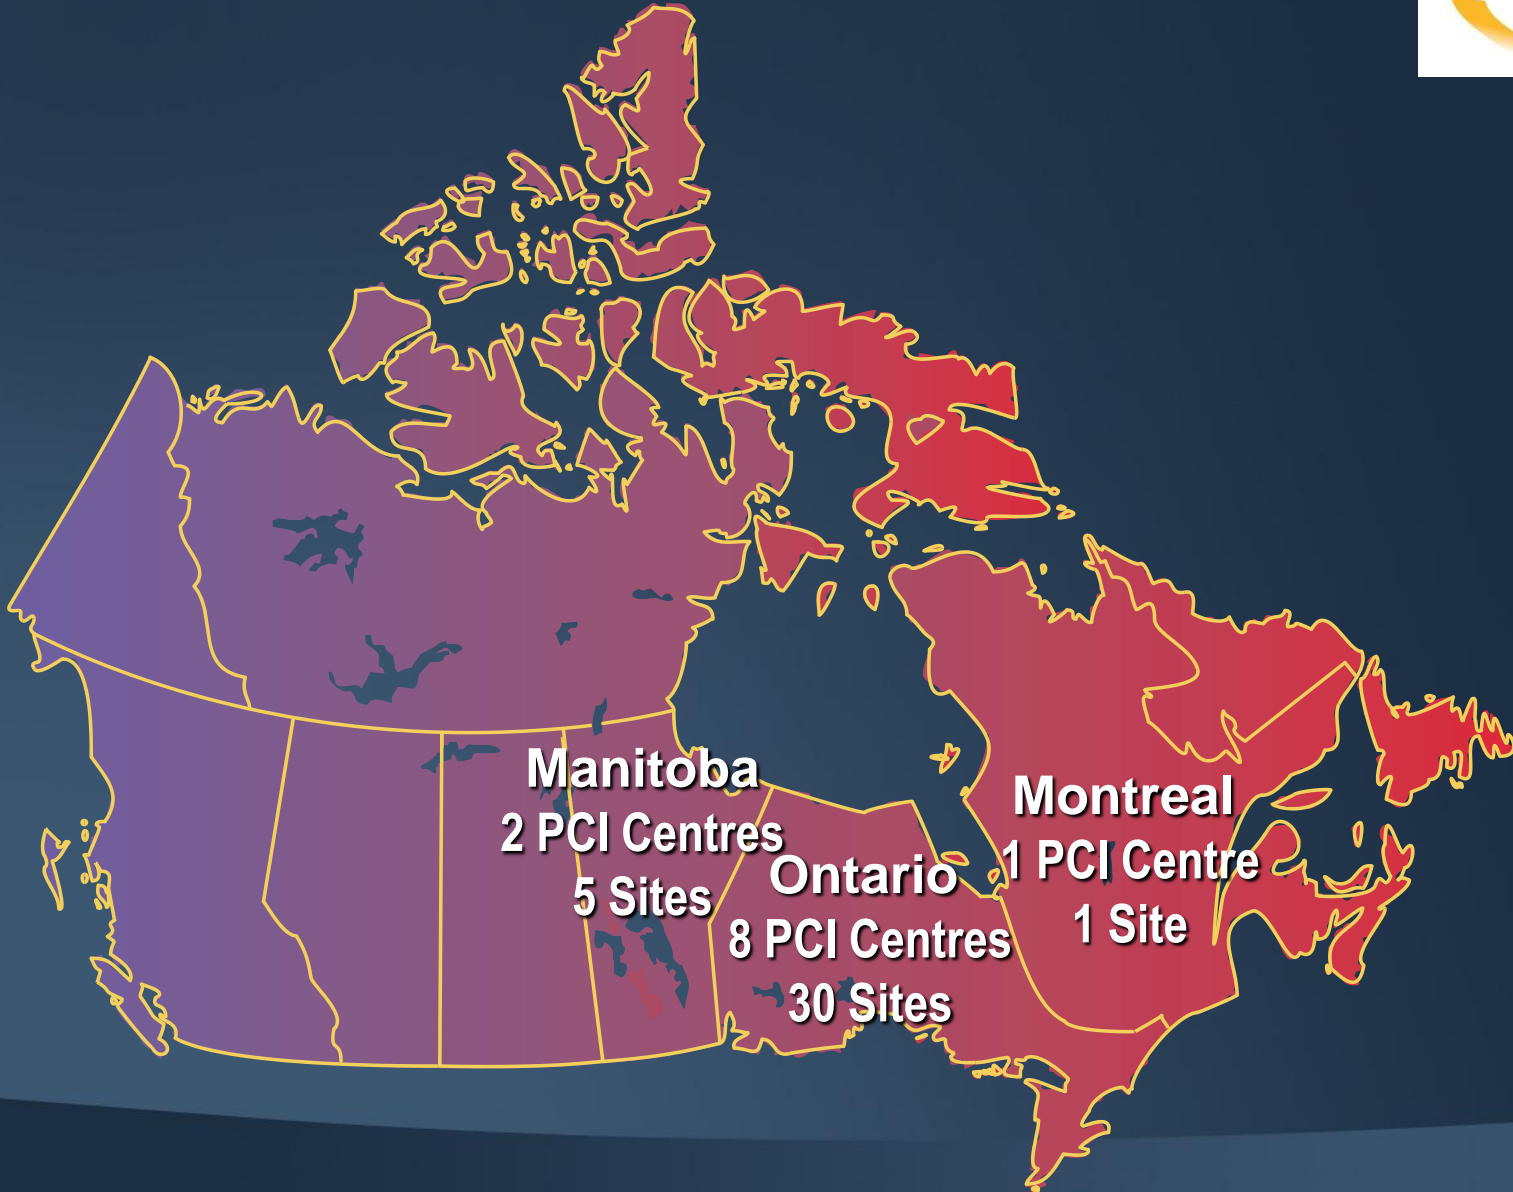 Manitoba
2 PCI Centres
5 Sites
Ontario
8 PCI Centres
30 Sites
Montreal
1 PCI Centre
1 Site